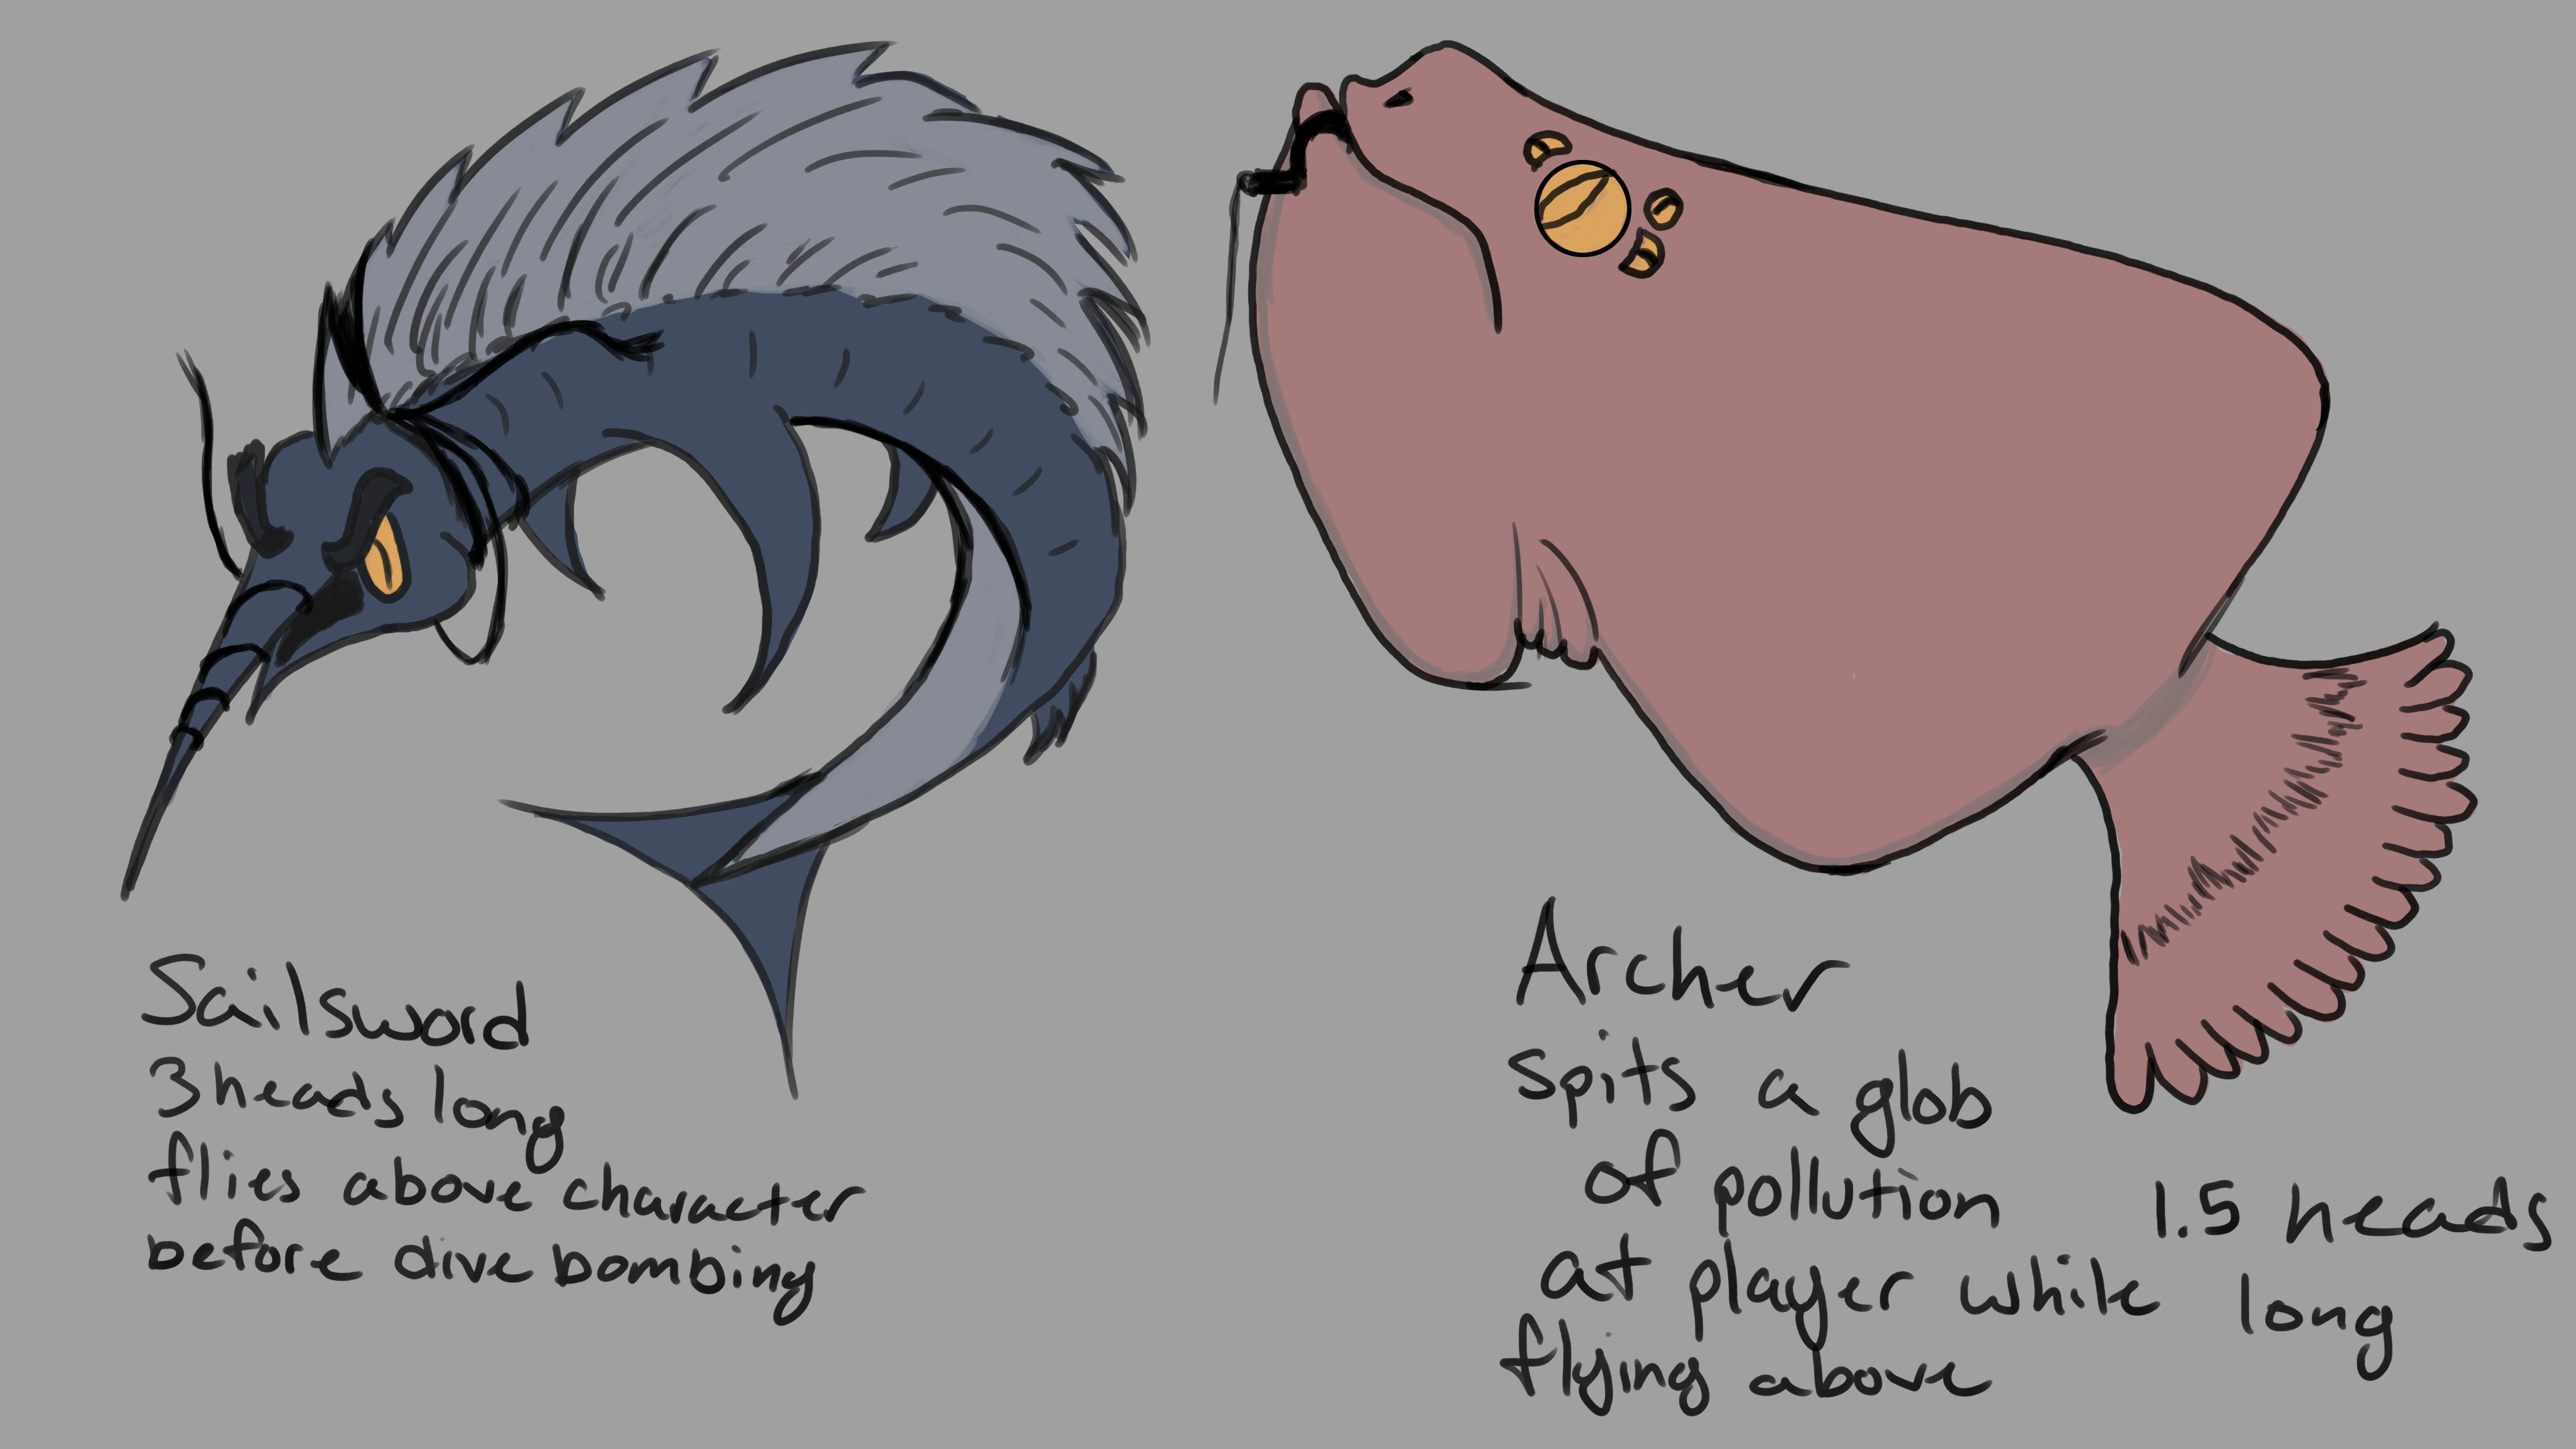 Sailsword
3 heads long
flies above character
before dive bombing
Archer
spits a glob
of pollution
at player while
flying above
1.5 heads
long